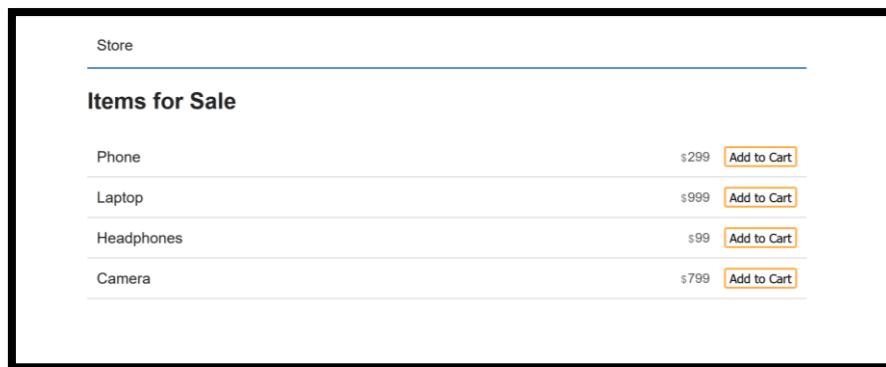 Store
Items for Sale
Phone $299 Add to Cart
Laptop $999 Add to Cart
Headphones $99 Add to Cart
Camera $799 Add to Cart